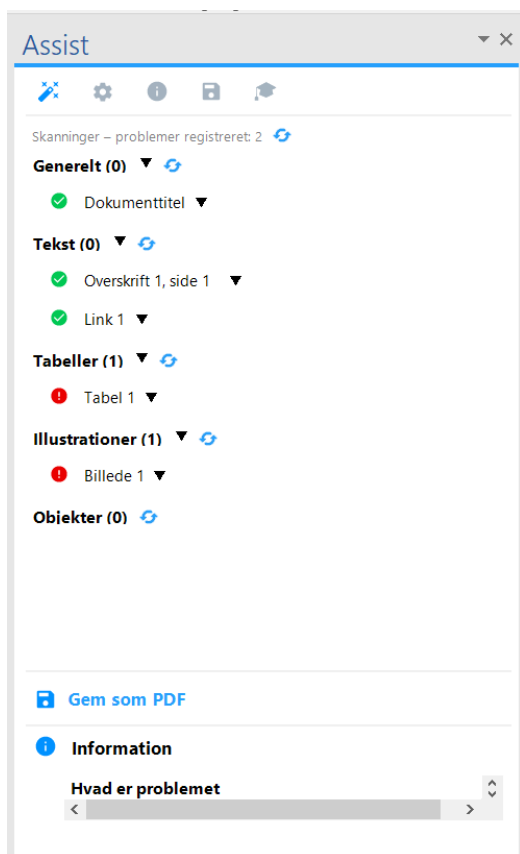 Assist
Skanninger – problemer registreret: 2
Generelt (0)
Dokumenttitel
Tekst (0)
Overskrift 1, side 1
Link 1
Tabeller (1)
Tabel 1
Illustrationer (1)
Billede 1
Objekter (0)
Gem som PDF
Information
Hvad er problemet